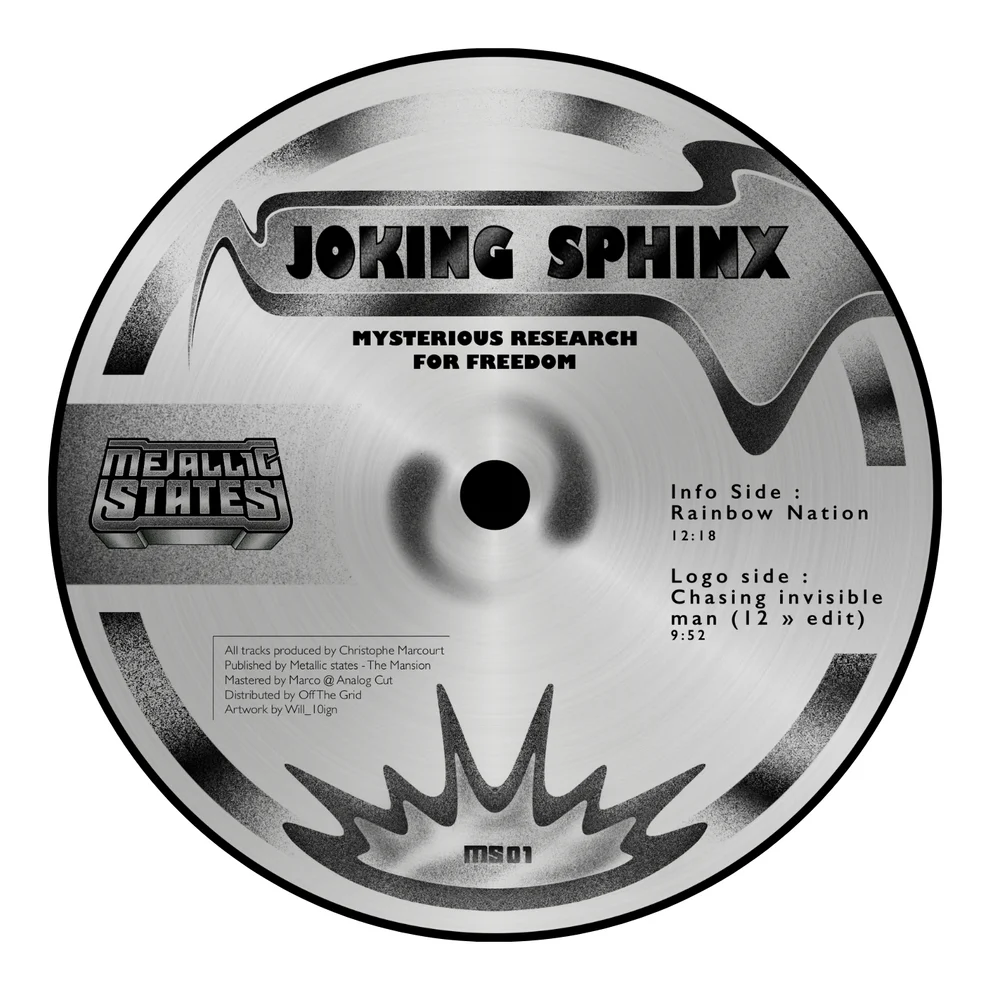 JOKING SPHINX
MYSTERIOUS RESEARCH
FOR FREEDOM
METALLIC
STATES
Info Side :
Rainbow Nation
12:18
Logo side :
Chasing invisible
man (12 » edit)
9:52
All tracks produced by Christophe Marcourt
Published by Metallic states - The Mansion
Mastered by Marco @ Analog Cut
Distributed by Off The Grid
Artwork by Will_10ign
MS01